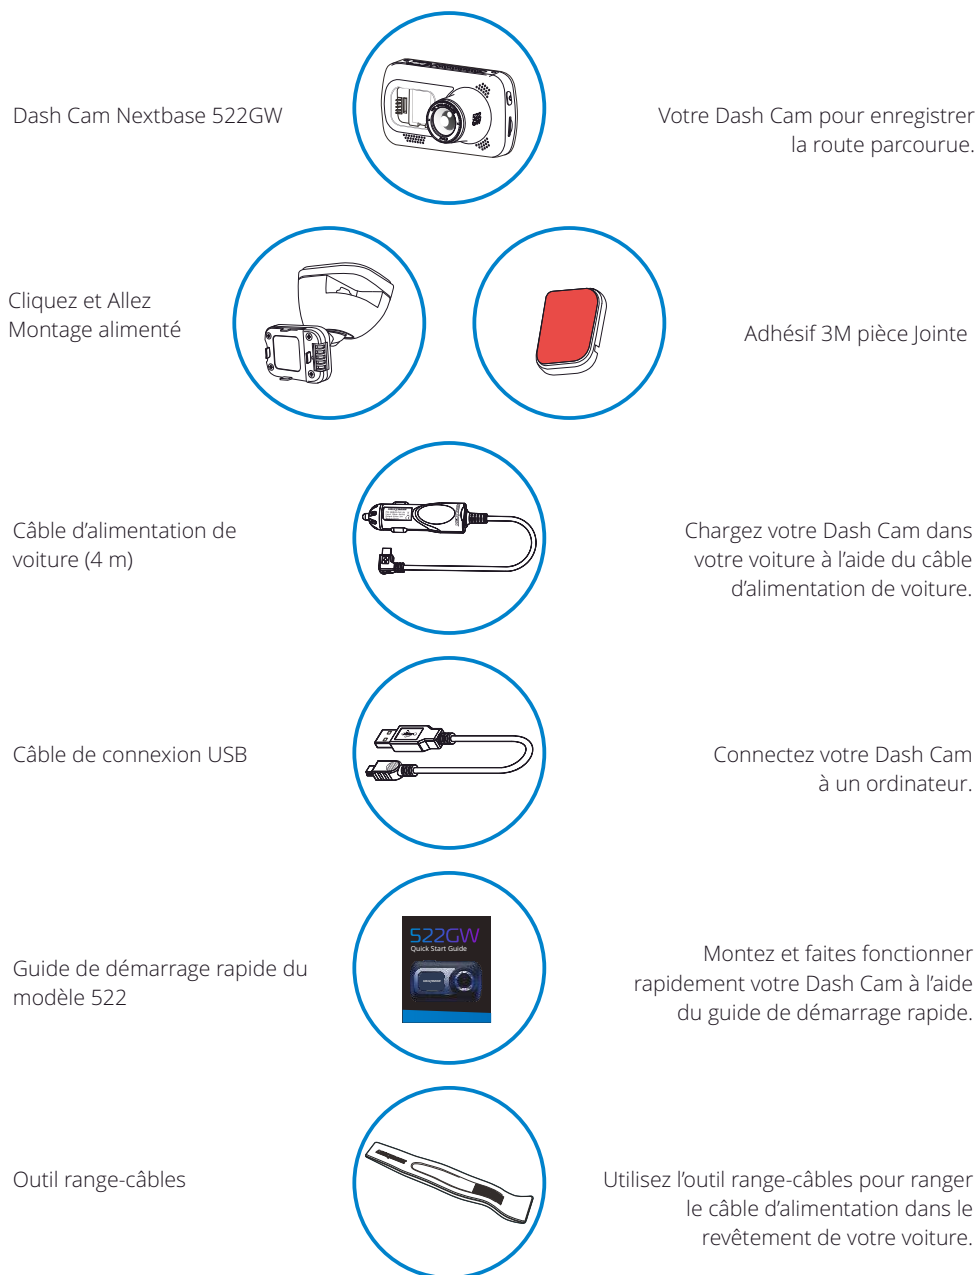 Dash Cam Nextbase 522GW
Votre Dash Cam pour enregistrer
la route parcourue.
Cliquez et Allez
Montage alimenté
Adhésif 3M pièce Jointe
Câble d’alimentation de
voiture (4 m)
Chargez votre Dash Cam dans
votre voiture à l’aide du câble
d’alimentation de voiture.
Câble de connexion USB
Connectez votre Dash Cam
à un ordinateur.
522GW
Quick Start Guide
Guide de démarrage rapide du
modèle 522
Montez et faites fonctionner
rapidement votre Dash Cam à l’aide
du guide de démarrage rapide.
Outil range-câbles
Utilisez l’outil range-câbles pour ranger
le câble d’alimentation dans le
revêtement de votre voiture.